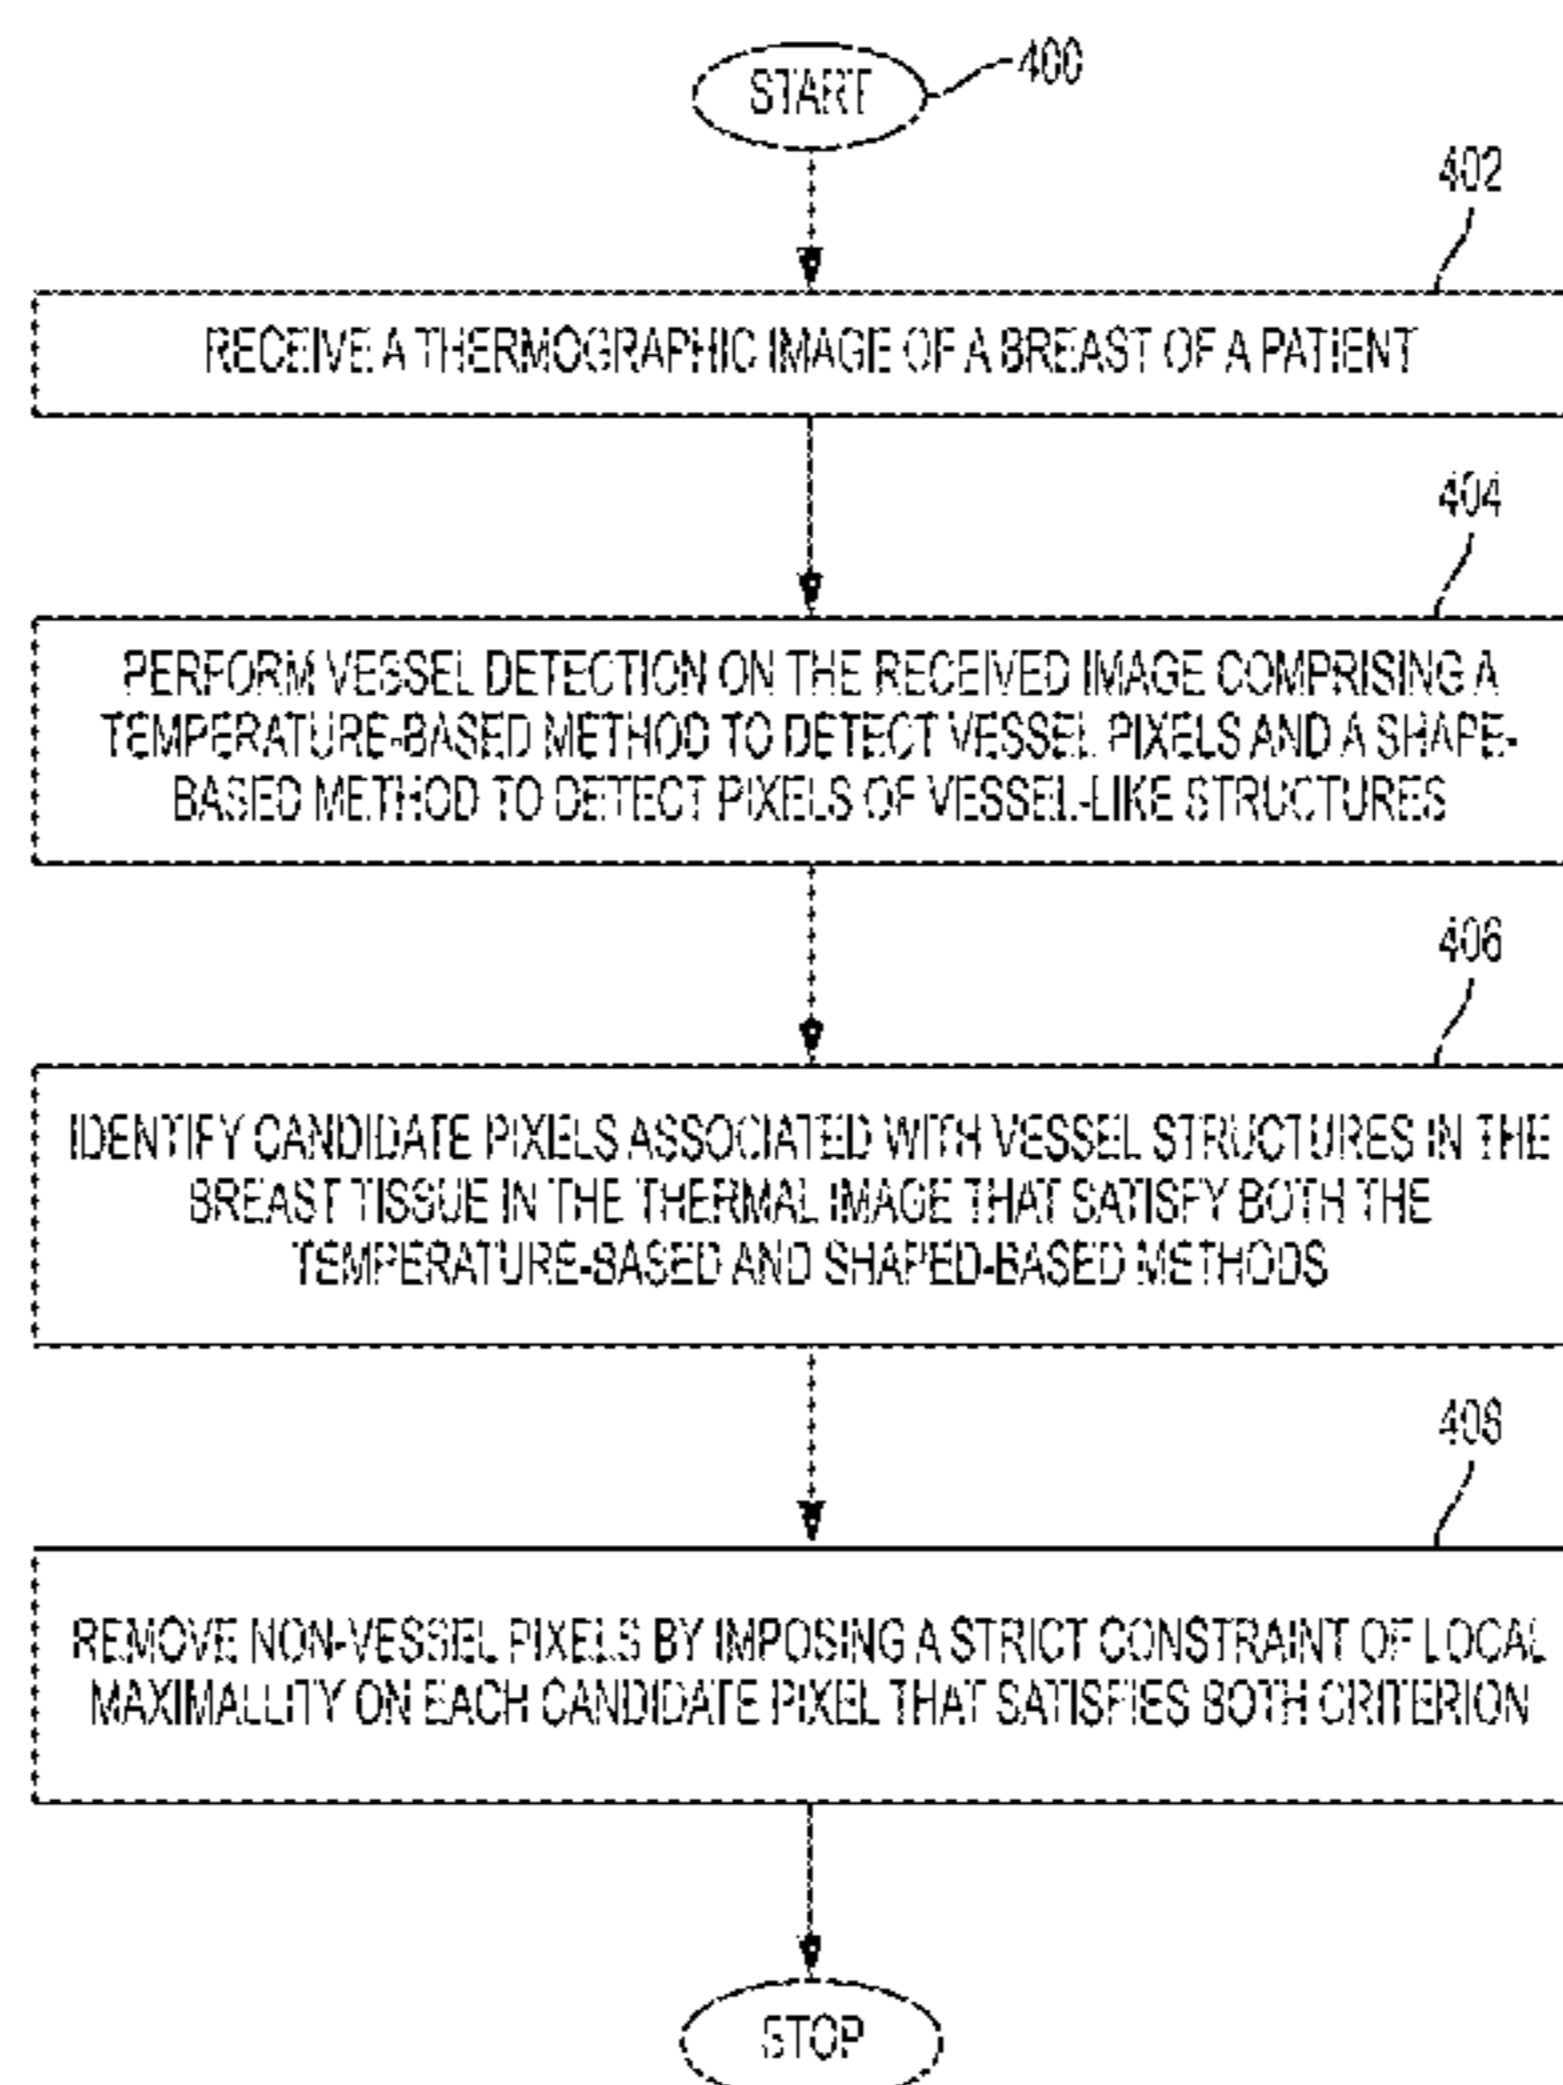 START
400
402
RECEIVE A THERMOGRAPHIC IMAGE OF A BREAST OF A PATIENT
404
PERFORM VESSEL DETECTION ON THE RECEIVED IMAGE COMPRISING A
TEMPERATURE-BASED METHOD TO DETECT VESSEL PIXELS AND A SHAPE-
BASED METHOD TO DETECT PIXELS OF VESSEL-LIKE STRUCTURES
406
IDENTIFY CANDIDATE PIXELS ASSOCIATED WITH VESSEL STRUCTURES IN THE
BREAST TISSUE IN THE THERMAL IMAGE THAT SATISFY BOTH THE
TEMPERATURE-BASED AND SHAPED-BASED METHODS
408
REMOVE NON-VESSEL PIXELS BY IMPOSING A STRICT CONSTRAINT OF LOCAL
MAXIMALLITY ON EACH CANDIDATE PIXEL THAT SATISFIES BOTH CRITERION
STOP